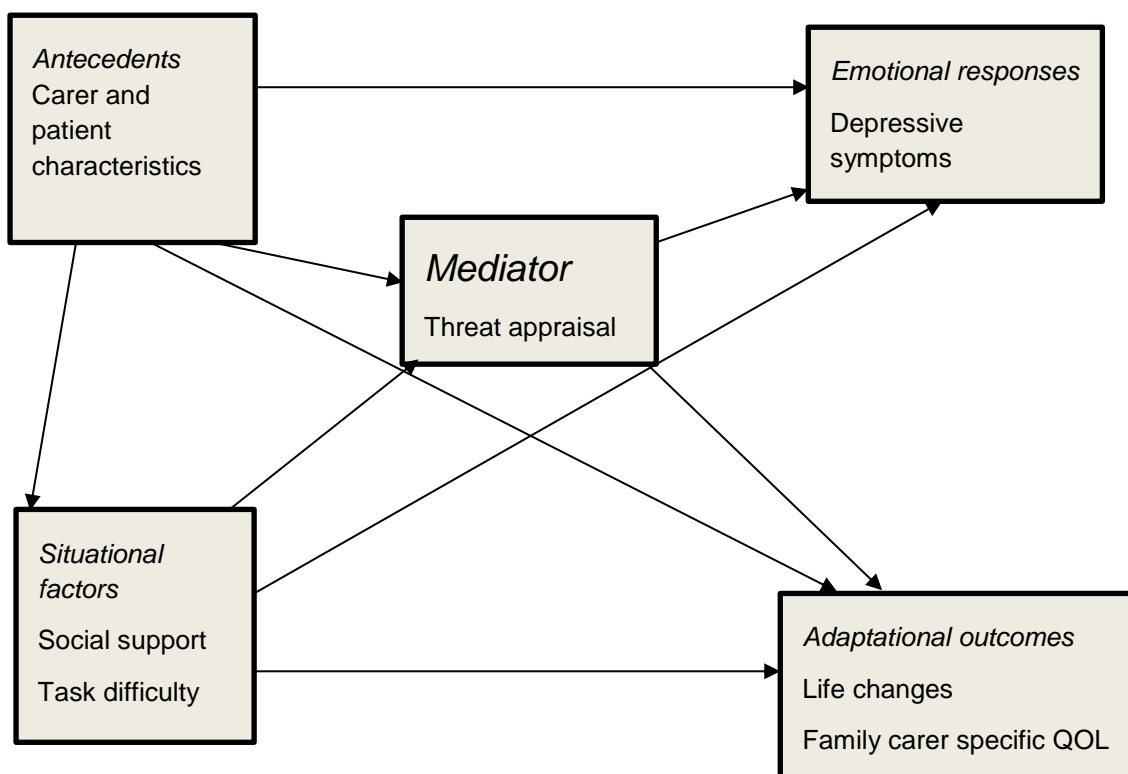 Antecedents
Carer and
patient
characteristics
Emotional responses
Depressive
symptoms
Mediator
Threat appraisal
Situational
factors
Social support
Task difficulty
Adaptational outcomes
Life changes
Family carer specific QOL